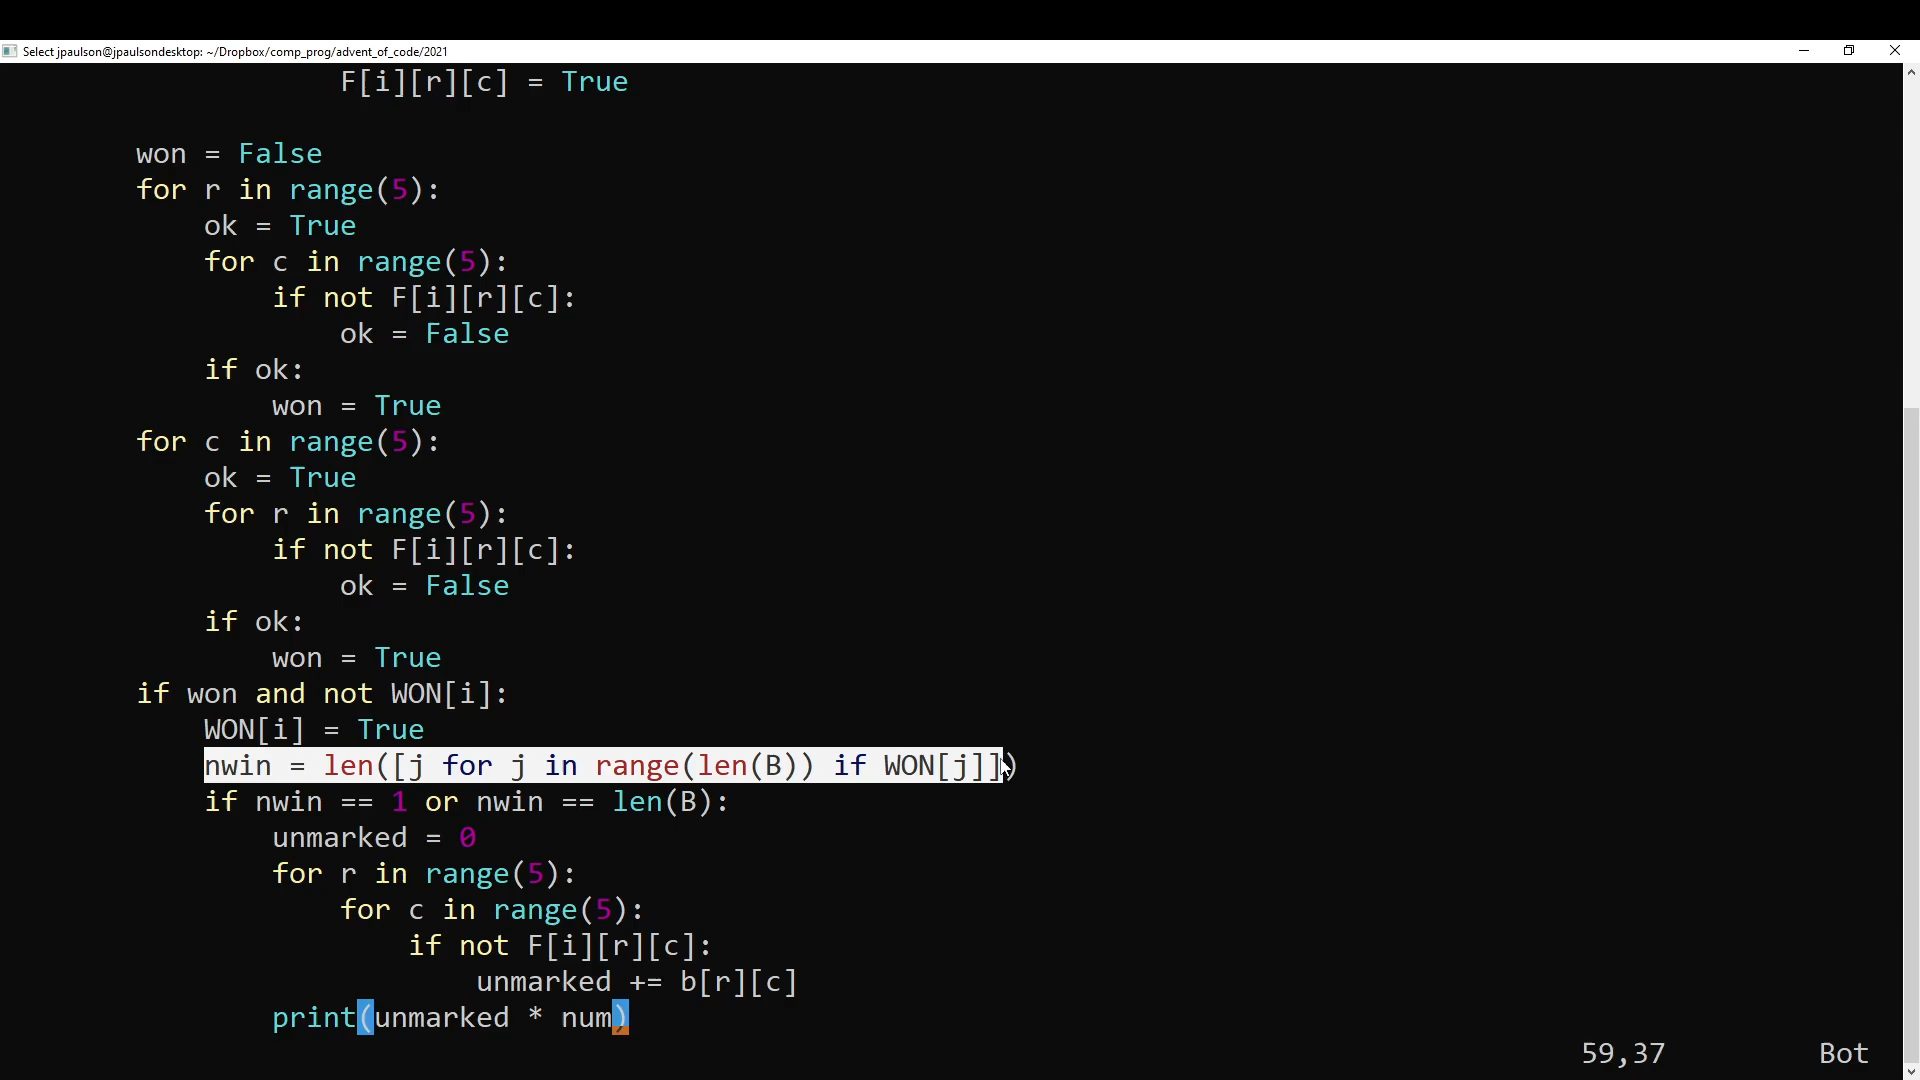 Select jpaulson@jpaulsondesktop: ~/Dropbox/comp_prog/advent_of_code/2021
                    F[i][r][c] = True

        won = False
        for r in range(5):
            ok = True
            for c in range(5):
                if not F[i][r][c]:
                    ok = False
            if ok:
                won = True
        for c in range(5):
            ok = True
            for r in range(5):
                if not F[i][r][c]:
                    ok = False
            if ok:
                won = True
        if won and not WON[i]:
            WON[i] = True
            nwin = len([j for j in range(len(B)) if WON[j]])
            if nwin == 1 or nwin == len(B):
                unmarked = 0
                for r in range(5):
                    for c in range(5):
                        if not F[i][r][c]:
                            unmarked += b[r][c]
                print(unmarked * num)
59,37 Bot